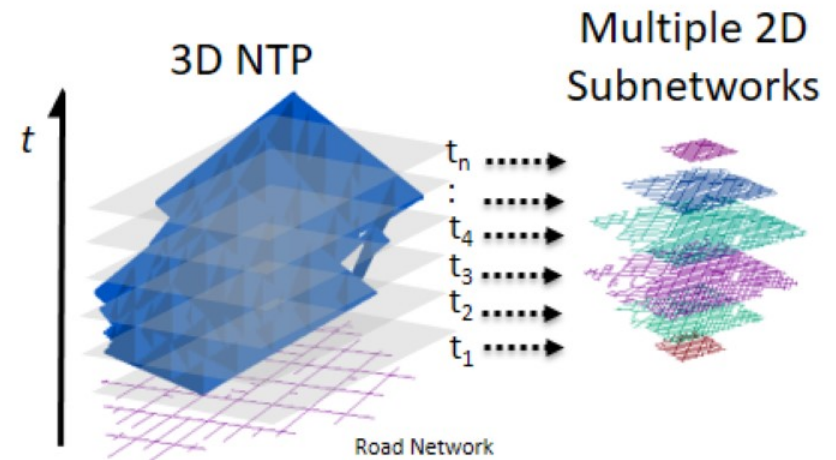 3D NTP
Multiple 2D
Subnetworks
t
tₙ
:
t₄
t₃
t₂
t₁
Road Network